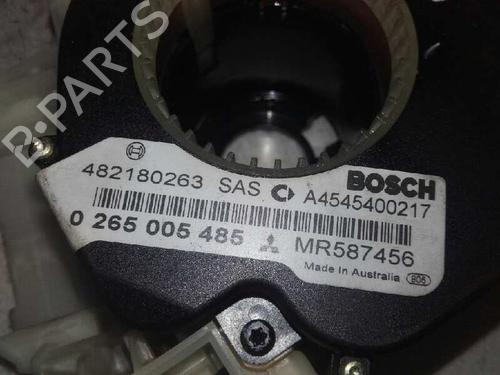 B-PARTS
BOSCH
482180263 SAS A4545400217
0 265 005 485 MR587456
Made In Australia